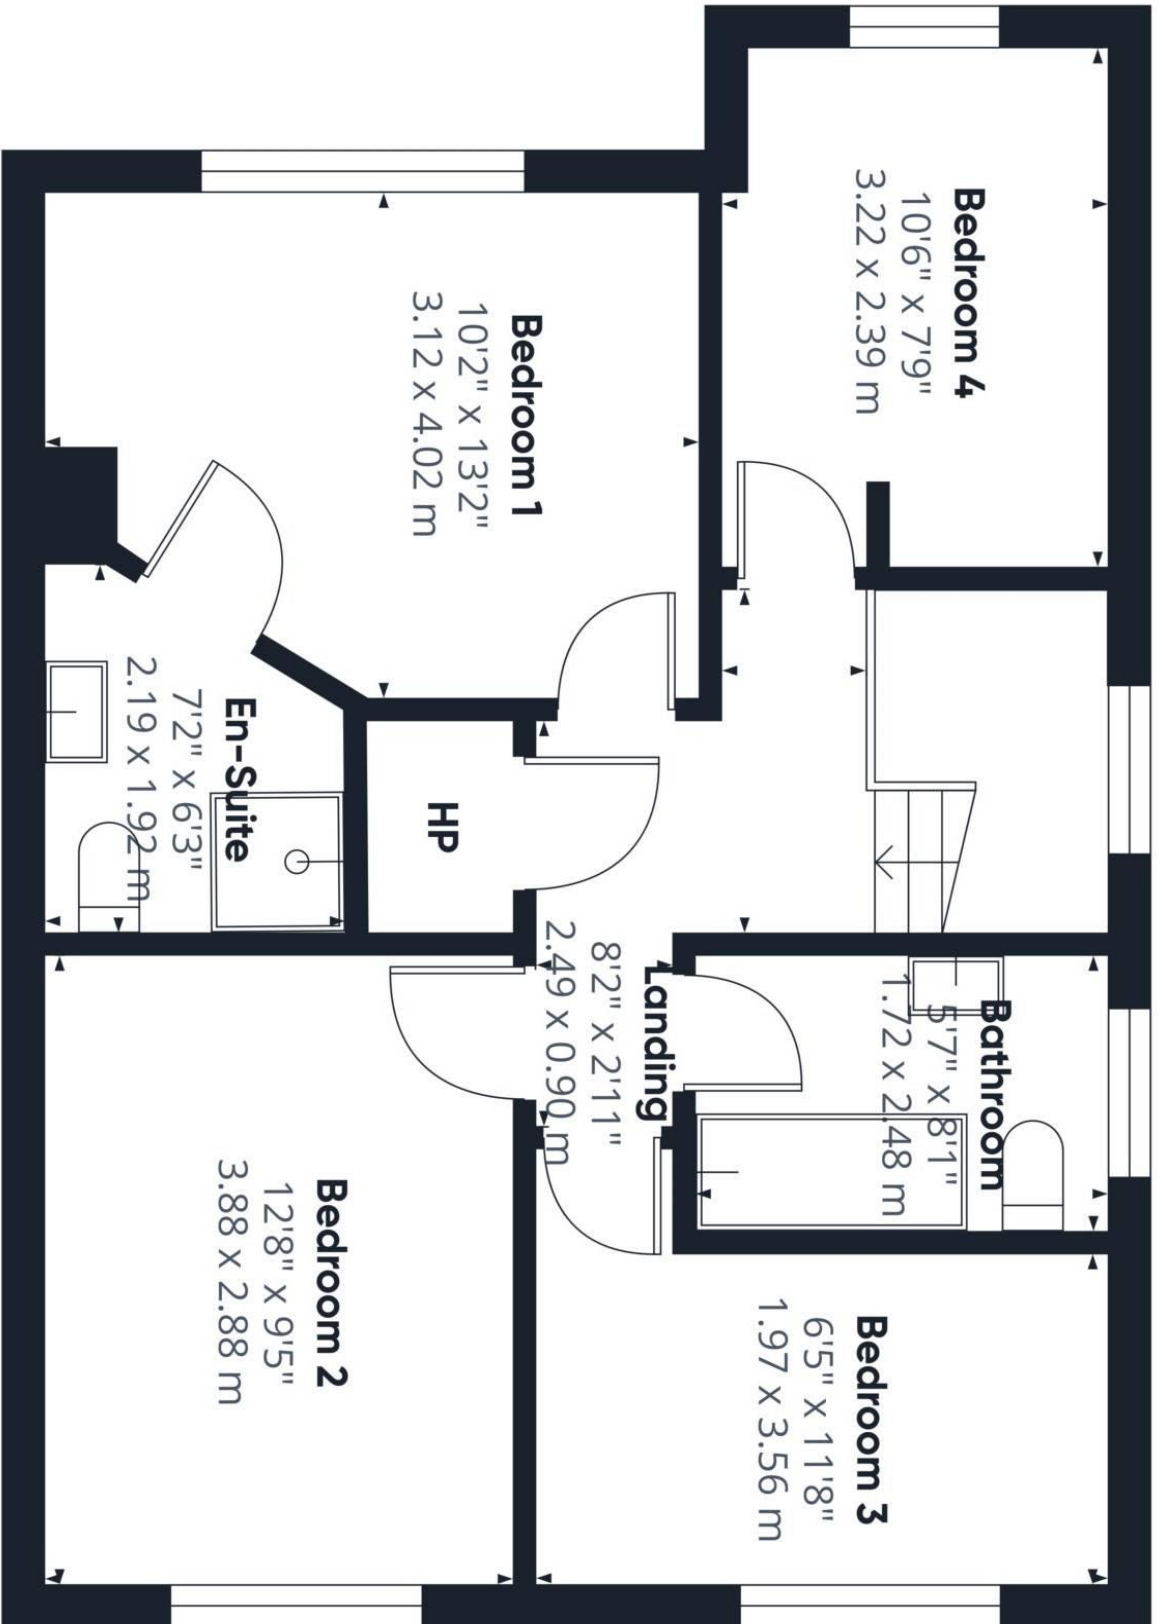 Bedroom 4
10'6" x 7'9"
3.22 x 2.39 m
Bedroom 1
10'2" x 13'2"
3.12 x 4.02 m
En-Suite
7'2" x 6'3"
2.19 x 1.92 m
HP
Landing
8'2" x 2'11"
2.49 x 0.90 m
Bathroom
5'7" x 8'1"
1.72 x 2.48 m
Bedroom 3
6'5" x 11'8"
1.97 x 3.56 m
Bedroom 2
12'8" x 9'5"
3.88 x 2.88 m